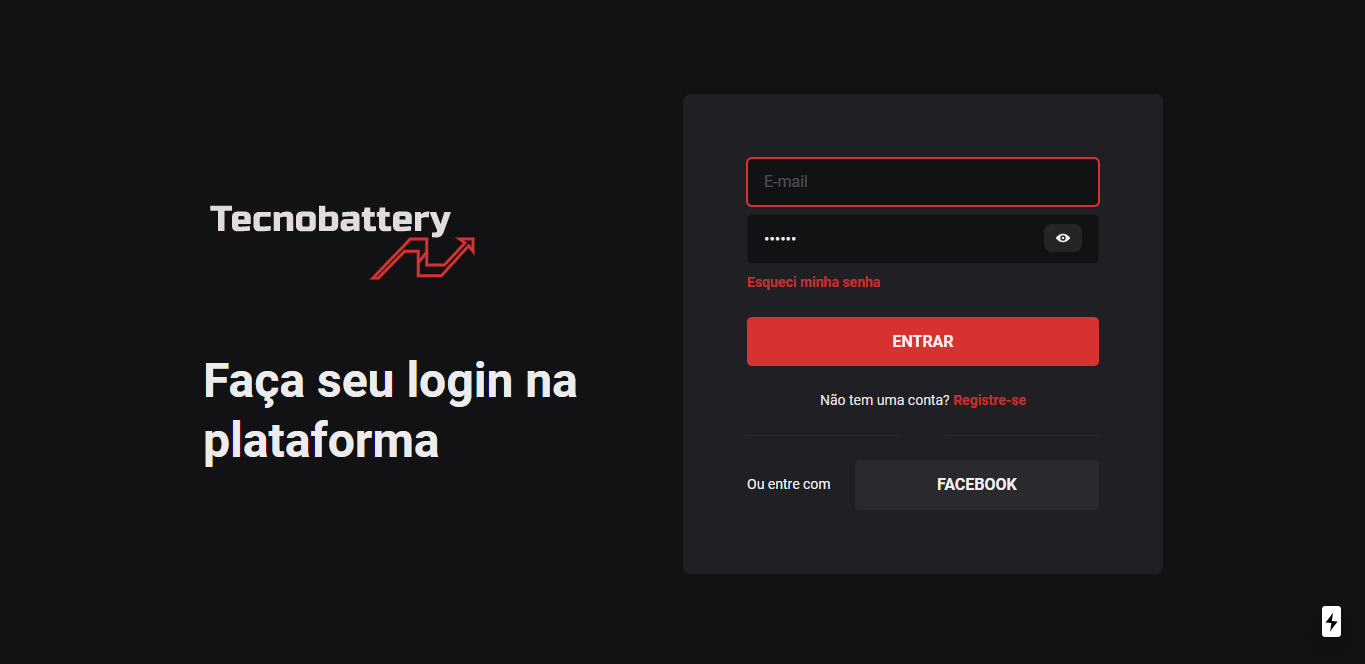 Tecnobattery
Faça seu login na
plataforma
E-mail
••••••
Esqueci minha senha
ENTRAR
Não tem uma conta? Registre-se
Ou entre com
FACEBOOK